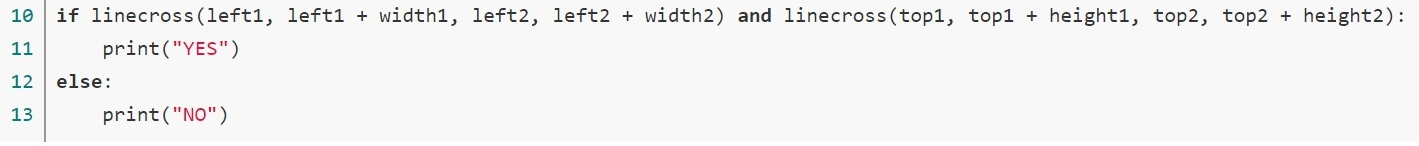 10 if linecross(left1, left1 + width1, left2, left2 + width2) and linecross(top1, top1 + height1, top2, top2 + height2):
11     print("YES")
12 else:
13     print("NO")